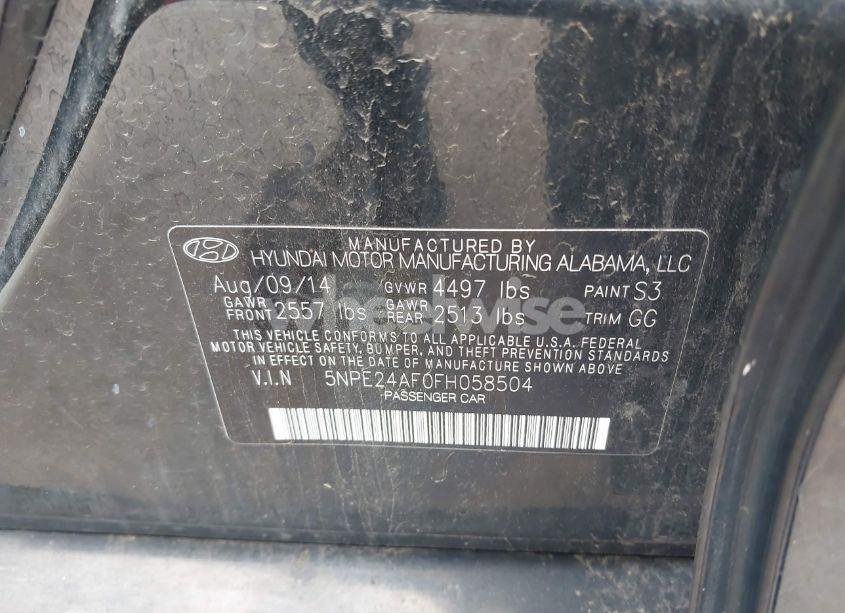 MANUFACTURED BY
HYUNDAI MOTOR MANUFACTURING ALABAMA, LLC
Aug/09/14 GVWR 4497 lbs PAINT S3
GAWR FRONT 2557 lbs GAWR REAR 2513 lbs TRIM GG
THIS VEHICLE CONFORMS TO ALL APPLICABLE U.S.A. FEDERAL
MOTOR VEHICLE SAFETY, BUMPER, AND THEFT PREVENTION STANDARDS
IN EFFECT ON THE DATE OF MANUFACTURE SHOWN ABOVE
V.I.N 5NPE24AF0FH058504
PASSENGER CAR
wheelwise